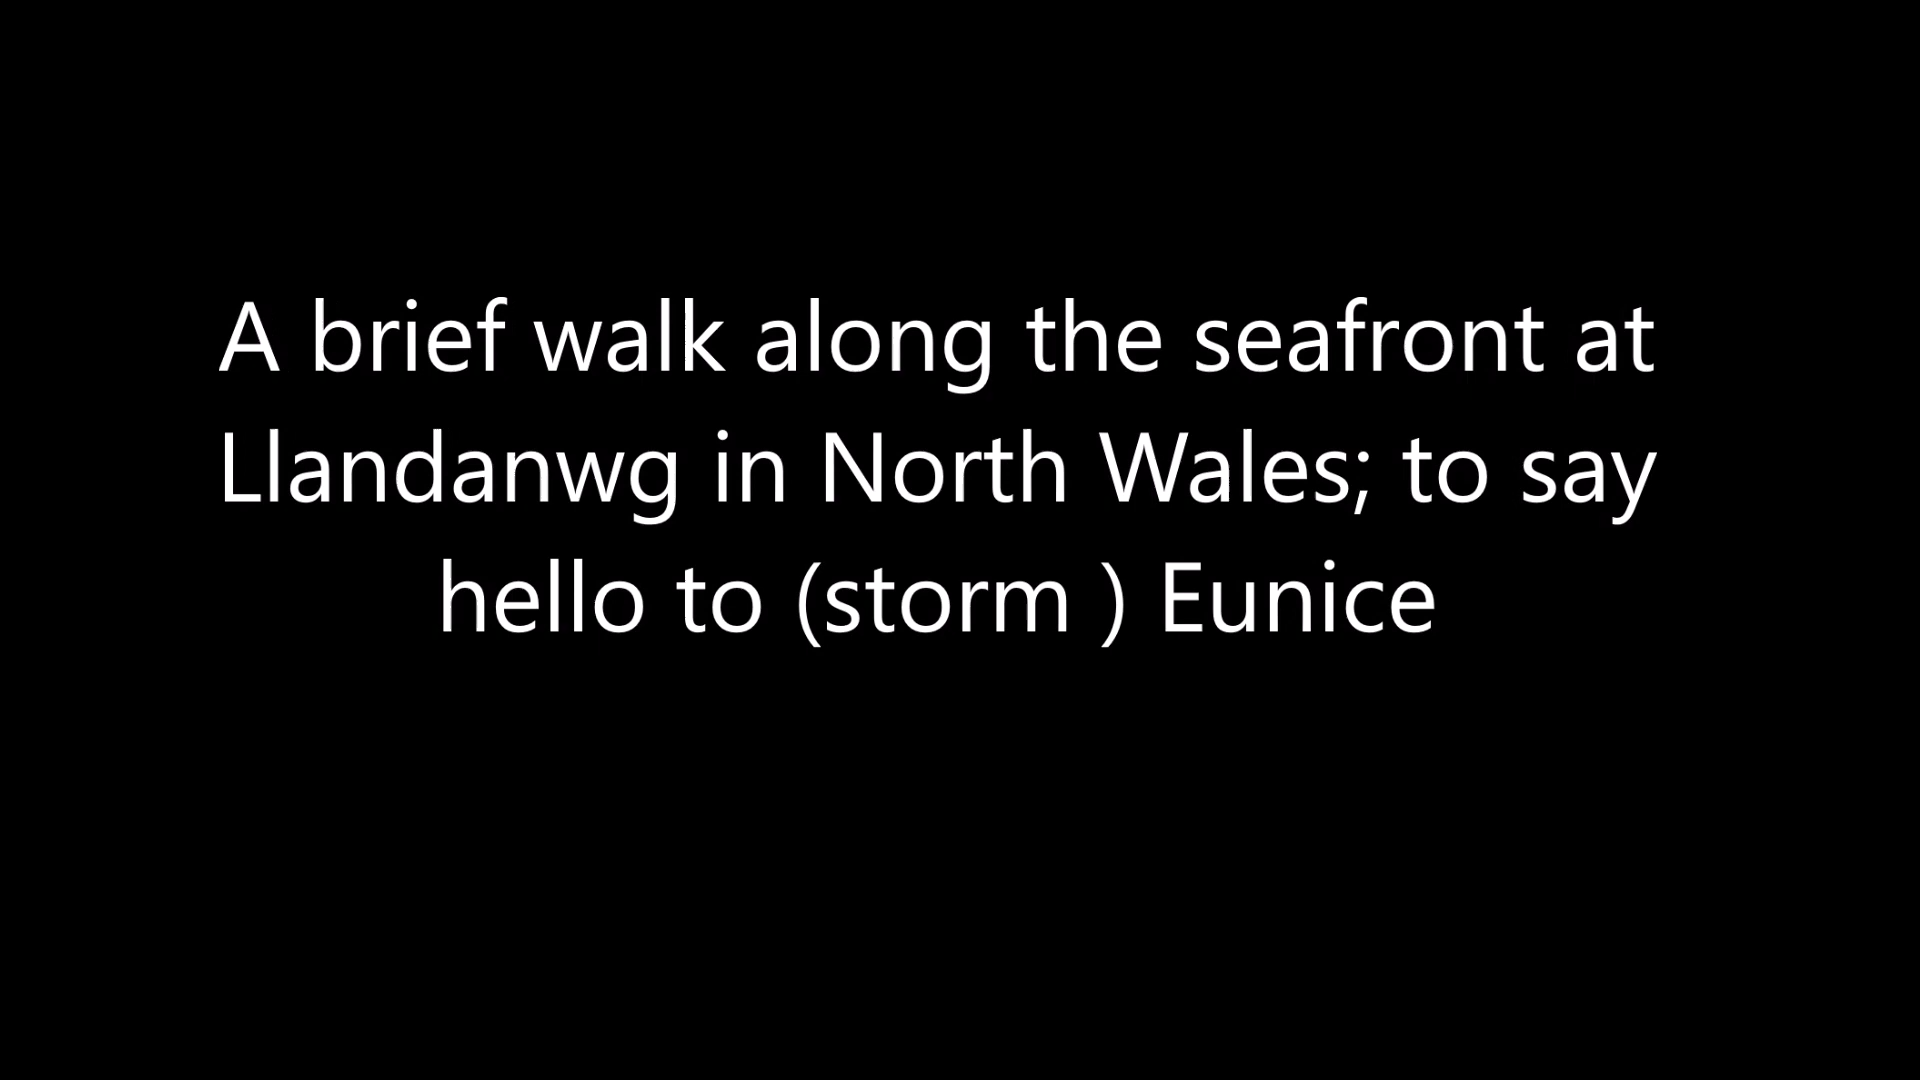 A brief walk along the seafront at
Llandanwg in North Wales; to say
hello to (storm ) Eunice